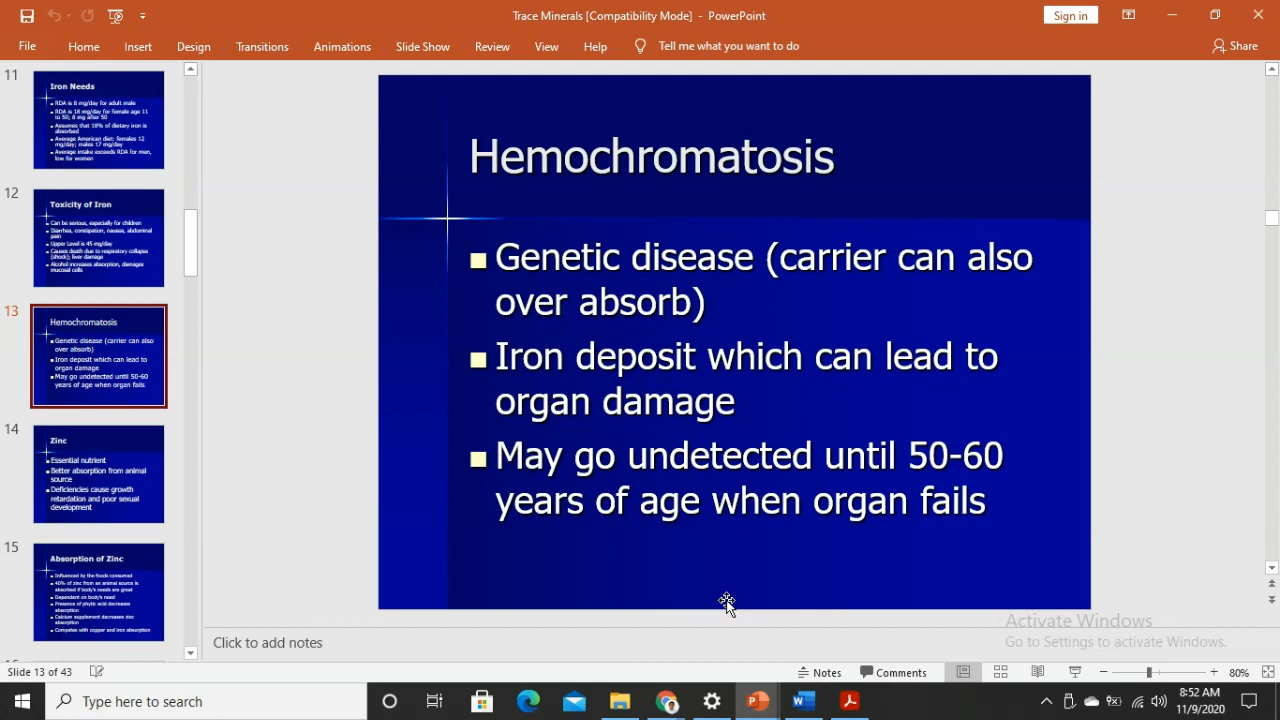 Trace Minerals [Compatibility Mode] - PowerPoint
Sign in
File Home Insert Design Transitions Animations Slide Show Review View Help Tell me what you want to do Share
11
Iron Needs
RDA is 8 mg/day for adult male
RDA is 18 mg/day for female age 11
to 50; 8 mg after 50
Assumes that 18% of dietary iron is
absorbed
Average American diet: females 12
mg/day; males 17 mg/day
Average intake exceeds RDA for men,
low for women
12
Toxicity of Iron
Can be serious, especially for children
Diarrhea, constipation, nausea, abdominal
pain
Upper Level is 45 mg/day
Causes death due to respiratory collapse
(shock); liver damage
Alcohol increases absorption, damages
mucosal cells
13
Hemochromatosis
Genetic disease (carrier can also
over absorb)
Iron deposit which can lead to
organ damage
May go undetected until 50-60
years of age when organ fails
14
Zinc
Essential nutrient
Better absorption from animal
source
Deficiencies cause growth
retardation and poor sexual
development
15
Absorption of Zinc
Influenced by the foods consumed
40% of zinc from an animal source is
absorbed if body's needs are great
Dependent on body's need
Presence of phytic acid decreases
absorption
Calcium supplement decreases zinc
absorption
Competes with copper and iron absorption
Hemochromatosis
Genetic disease (carrier can also
over absorb)
Iron deposit which can lead to
organ damage
May go undetected until 50-60
years of age when organ fails
Click to add notes
Activate Windows
Go to Settings to activate Windows.
Slide 13 of 43
Notes Comments 80%
Type here to search
8:52 AM
11/9/2020